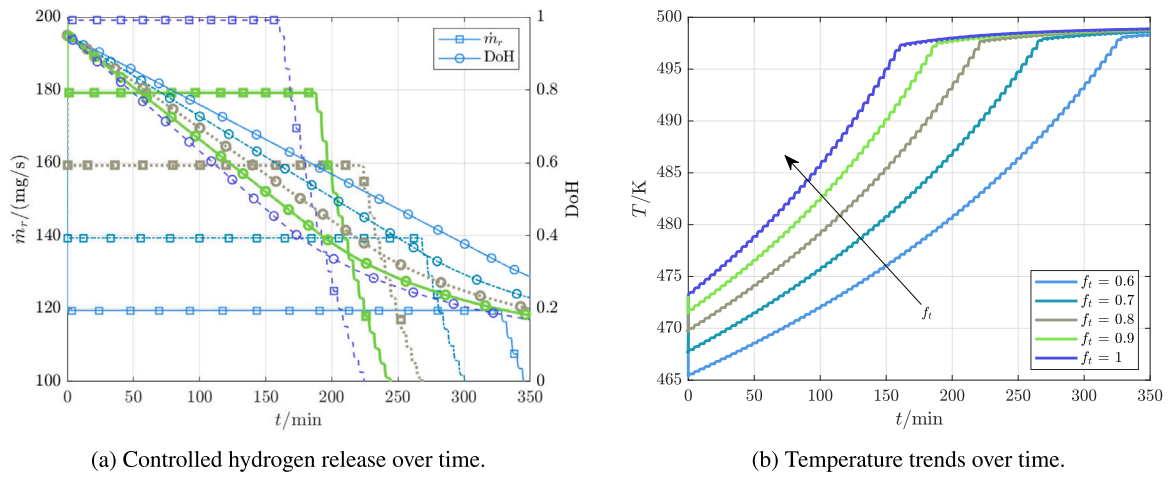 200
180
160
140
120
100
ṁᵣ/(mg/s)
1
0.8
0.6
0.4
0.2
0
DoH
ṁᵣ
DoH
0 50 100 150 200 250 300 350
t/min
(a) Controlled hydrogen release over time.
500
495
490
485
480
475
470
465
T/K
fₜ
fₜ = 0.6
fₜ = 0.7
fₜ = 0.8
fₜ = 0.9
fₜ = 1
0 50 100 150 200 250 300 350
t/min
(b) Temperature trends over time.